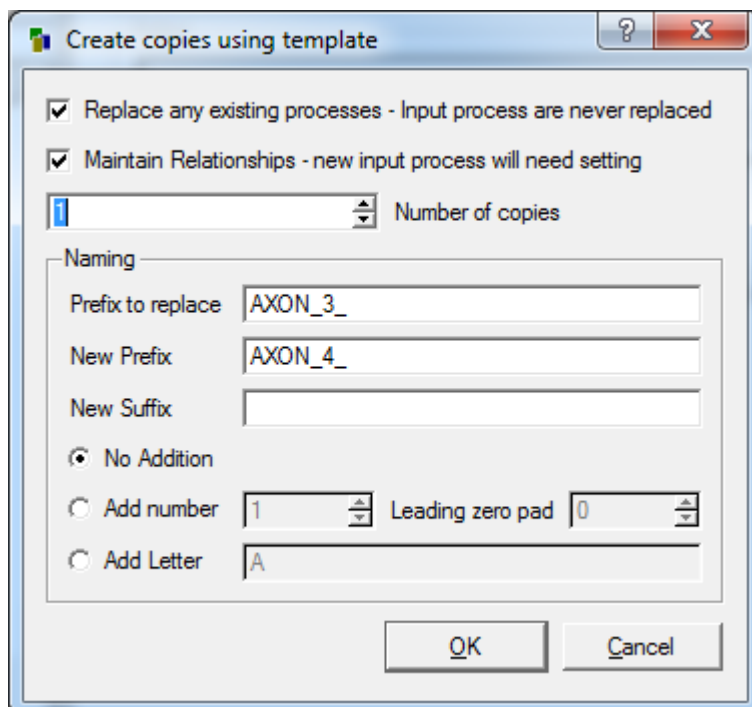 Create copies using template
Replace any existing processes - Input process are never replaced
Maintain Relationships - new input process will need setting
1 Number of copies
Naming
Prefix to replace AXON_3_
New Prefix AXON_4_
New Suffix
No Addition
Add number 1 Leading zero pad 0
Add Letter A
OK Cancel